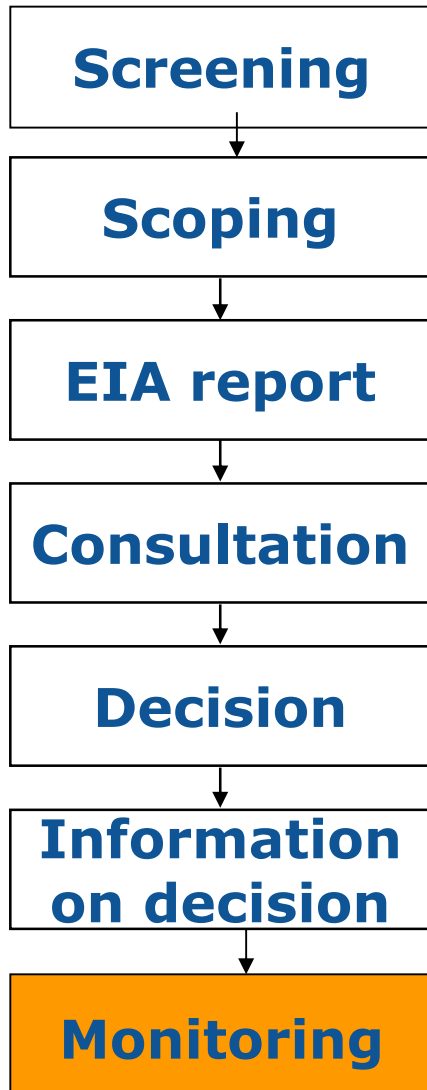 Screening
Scoping
EIA report
Consultation
Decision
Information
on decision
Monitoring